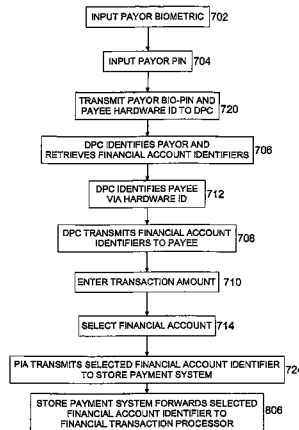 INPUT PAYOR BIOMETRIC 702
INPUT PAYOR PIN 704
TRANSMIT PAYOR BIO-PIN AND
PAYEE HARDWARE ID TO DPC 720
DPC IDENTIFIES PAYOR AND
RETRIEVES FINANCIAL ACCOUNT IDENTIFIERS 706
DPC IDENTIFIES PAYEE
VIA HARDWARE ID 712
DPC TRANSMITS FINANCIAL ACCOUNT
IDENTIFIERS TO PAYEE 708
ENTER TRANSACTION AMOUNT 710
SELECT FINANCIAL ACCOUNT 714
PIA TRANSMITS SELECTED FINANCIAL ACCOUNT IDENTIFIER
TO STORE PAYMENT SYSTEM 724
STORE PAYMENT SYSTEM FORWARDS SELECTED
FINANCIAL ACCOUNT IDENTIFIER TO
FINANCIAL TRANSACTION PROCESSOR 806